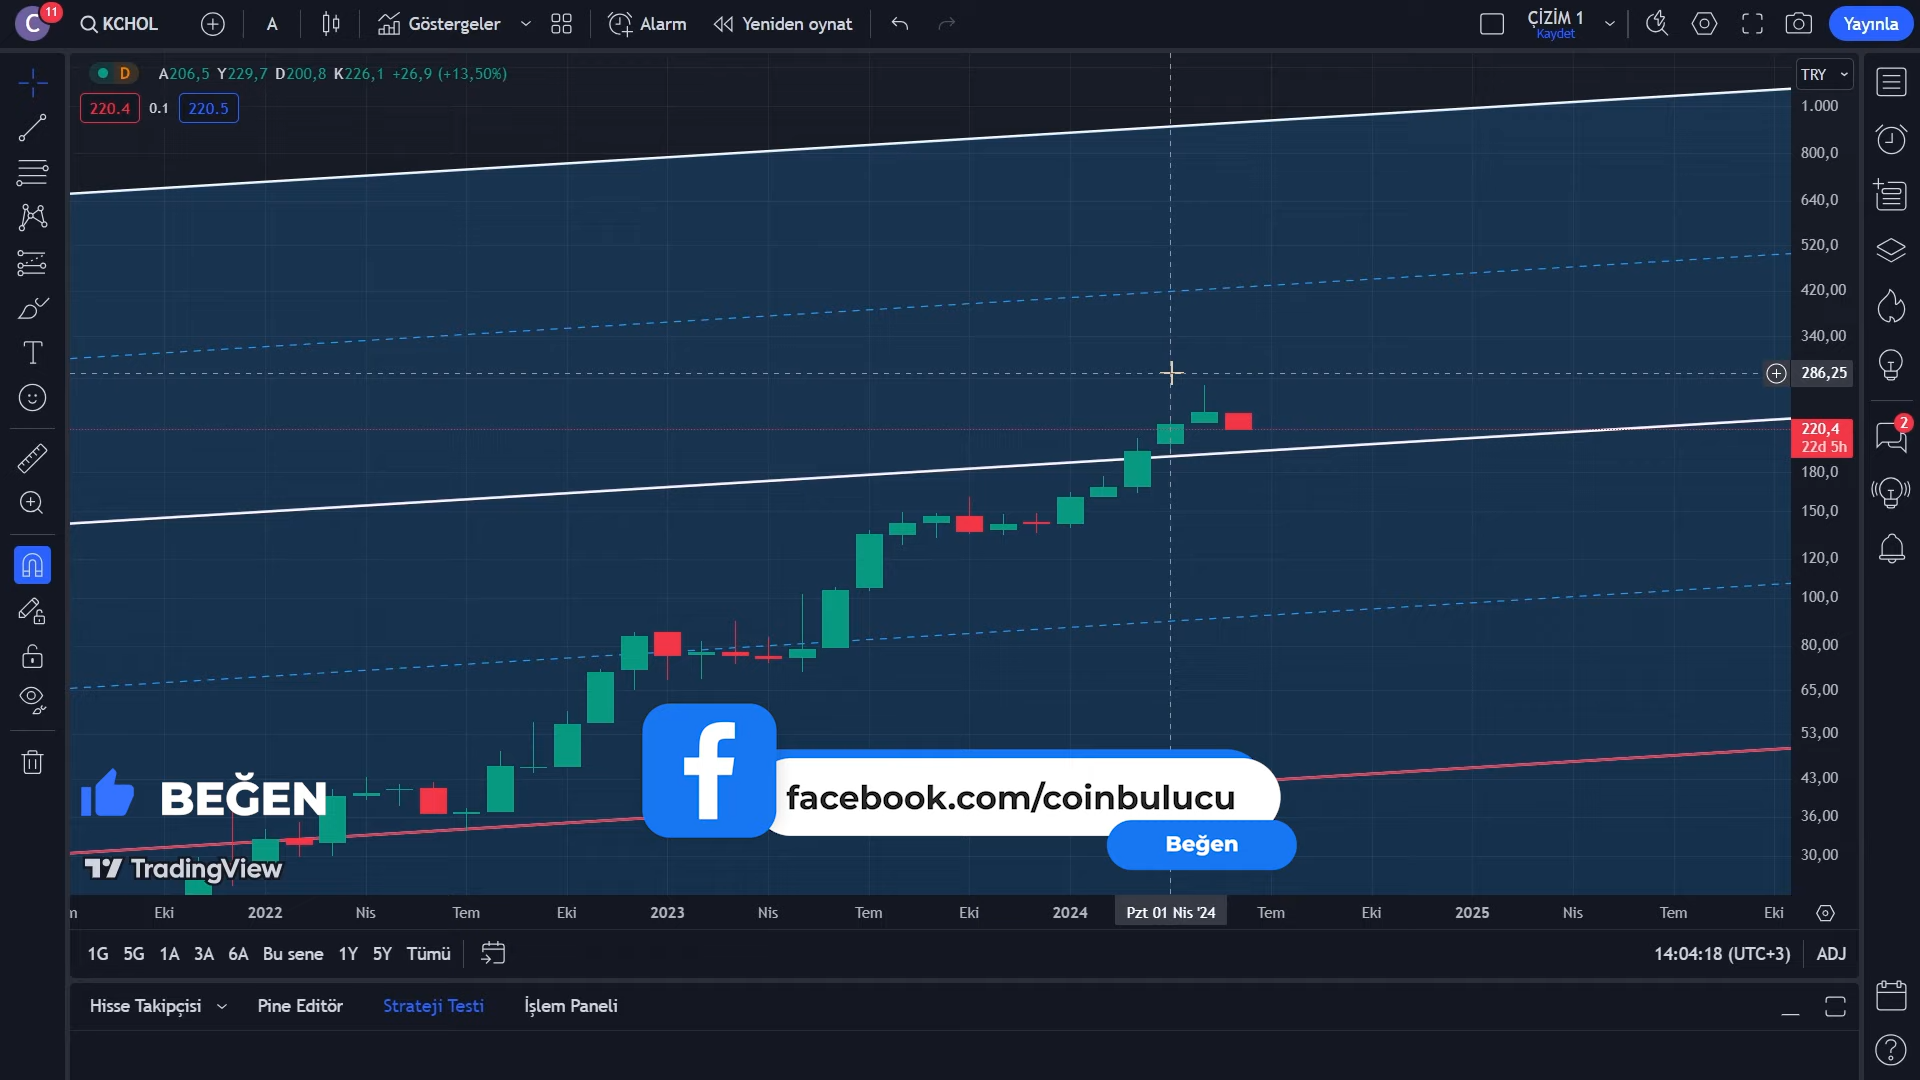 C
11
KCHOL
A
Göstergeler
Alarm
Yeniden oynat
ÇİZİM 1
Kaydet
Yayınla
D
A206,5 Y229,7 D200,8 K226,1 +26,9 (+13,50%)
220.4
0.1
220.5
TRY
1.000
800,0
640,0
520,0
420,00
340,00
286,25
220,4
22d 5h
180,0
150,0
120,0
100,0
80,00
65,00
53,00
43,00
36,00
30,00
2
BEĞEN
facebook.com/coinbulucu
Beğen
TradingView
Eki
2022
Nis
Tem
Eki
2023
Nis
Tem
Eki
2024
Pzt 01 Nis '24
Tem
Eki
2025
Nis
Tem
Eki
1G
5G
1A
3A
6A
Bu sene
1Y
5Y
Tümü
14:04:18 (UTC+3)
ADJ
Hisse Takipçisi
Pine Editör
Strateji Testi
İşlem Paneli